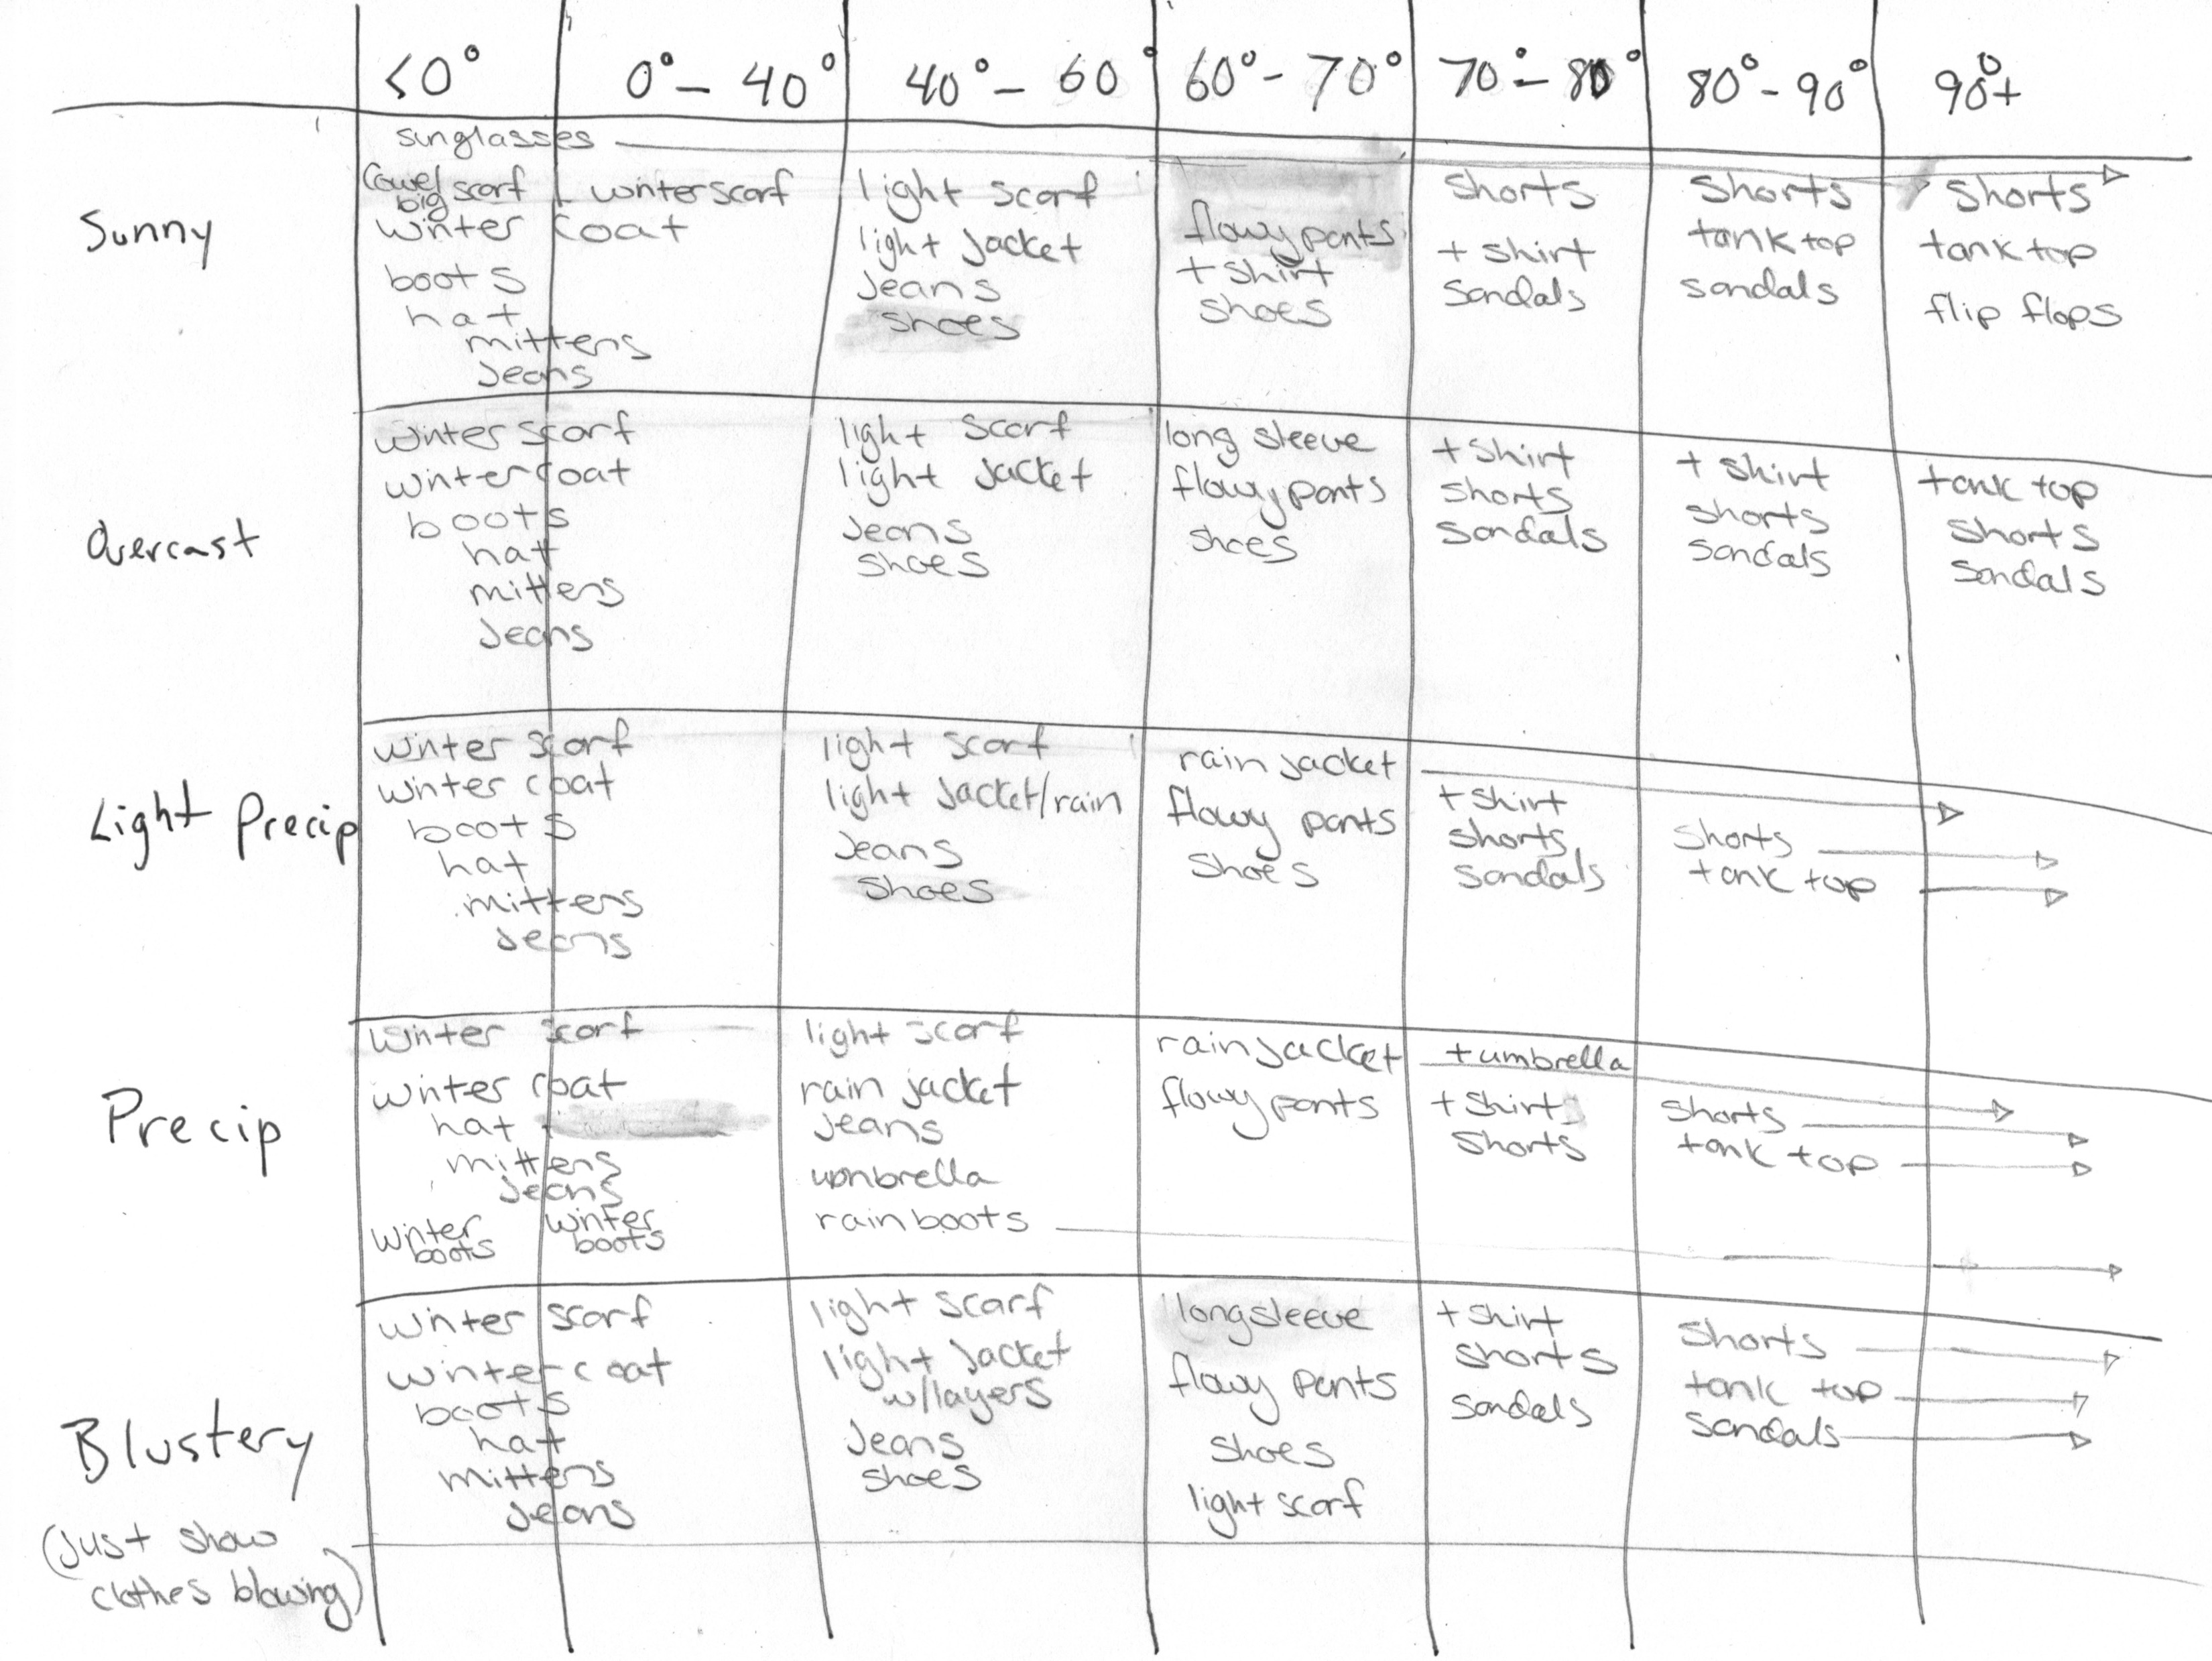 <0° 0°-40° 40°-60° 60°-70° 70°-80° 80°-90° 90°+
Sunny
sunglasses
Cowel
big scarf
winter scarf
winter coat
boots
hat
mittens
Jeans
light scarf
light jacket
Jeans
shoes
flowy pants
t shirt
shoes
shorts
t shirt
sandals
shorts
tank top
sandals
shorts
tank top
flip flops
Overcast
winter scarf
winter coat
boots
hat
mittens
Jeans
light scarf
light jacket
Jeans
shoes
long sleeve
flowy pants
shoes
t shirt
shorts
sandals
t shirt
shorts
sandals
tank top
shorts
sandals
Light Precip
winter scarf
winter coat
boots
hat
mittens
Jeans
light scarf
light jacket/rain
Jeans
shoes
rain jacket
flowy pants
shoes
t shirt
shorts
sandals
shorts
tank top
Precip
winter scarf
winter coat
hat
mittens
Jeans
winter
boots
winter
boots
light scarf
rain jacket
Jeans
umbrella
rain boots
rain jacket
flowy pants
+umbrella
t shirt
shorts
shorts
tank top
Blustery
(just show
clothes blowing)
winter scarf
winter coat
boots
hat
mittens
Jeans
light scarf
light jacket
w/layers
Jeans
shoes
long sleeve
flowy pants
shoes
light scarf
t shirt
shorts
sandals
shorts
tank top
sandals